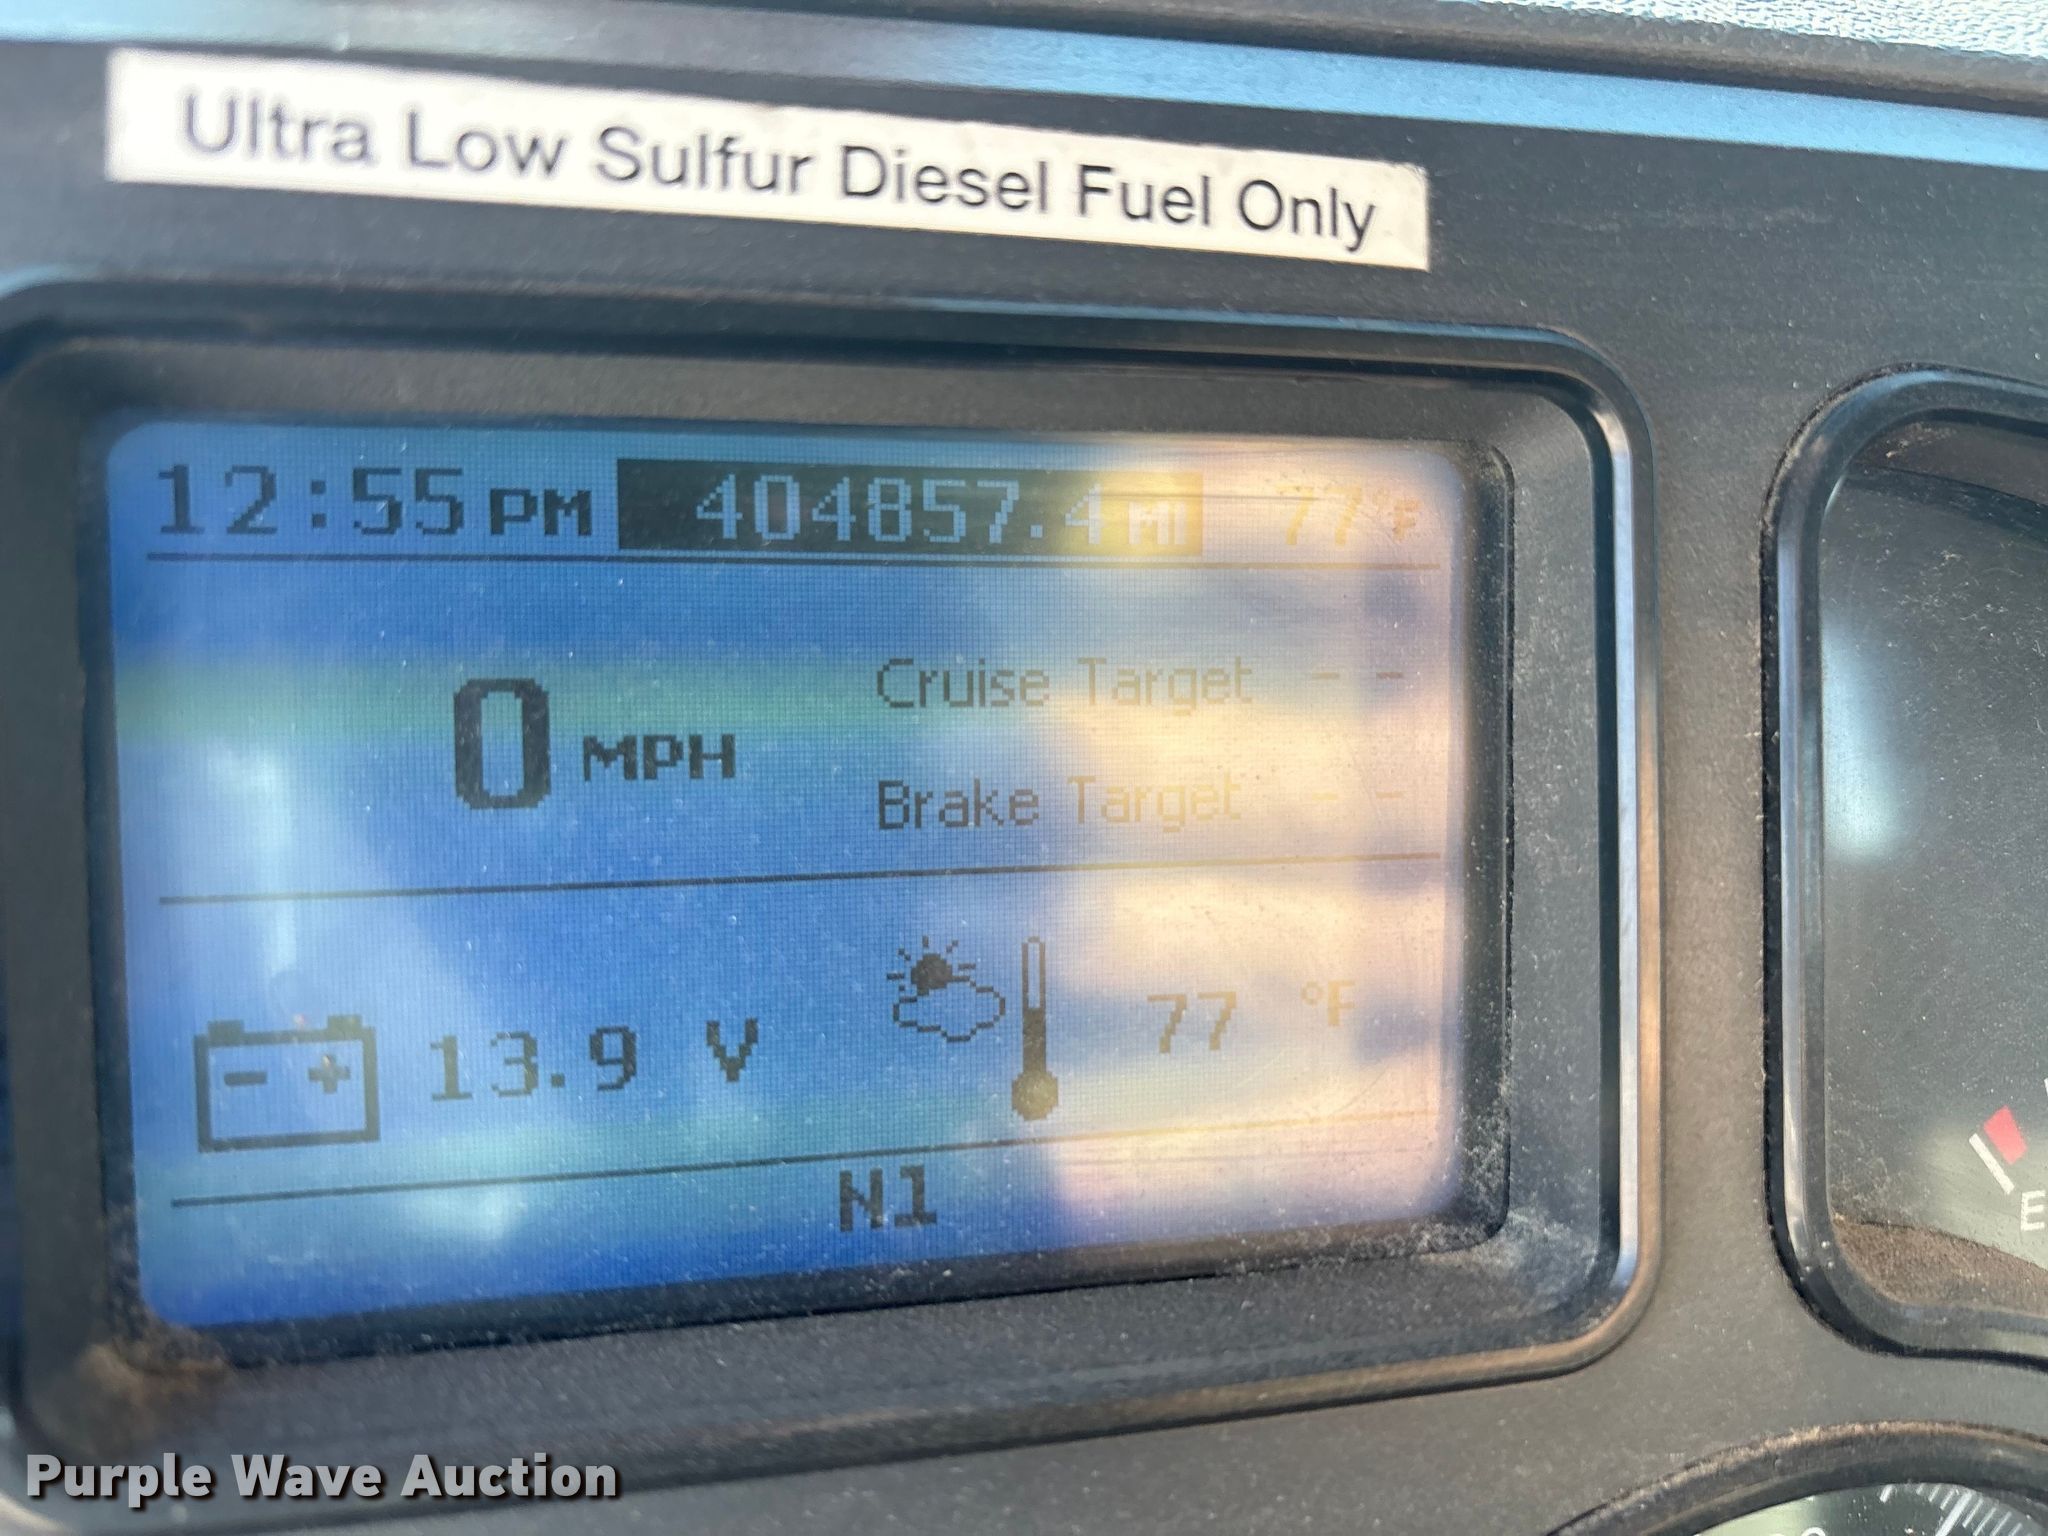 Ultra Low Sulfur Diesel Fuel Only
12:55 PM 404857.4 MI 77°F
0 MPH
Cruise Target - -
Brake Target - -
- + 13.9 V 77 °F
N1
E
Purple Wave Auction